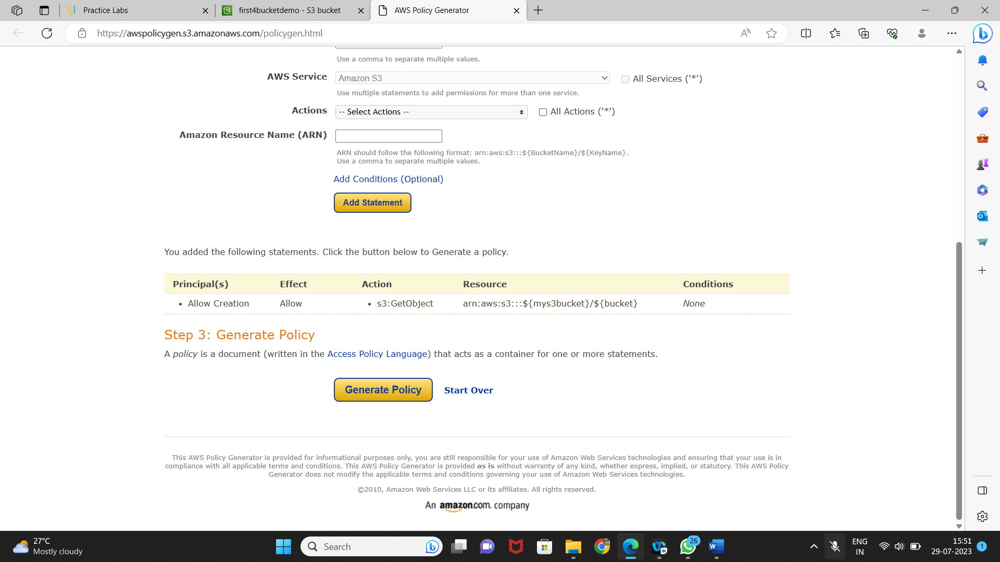 Practice Labs
first4bucketdemo - S3 bucket
AWS Policy Generator
https://awspolicygen.s3.amazonaws.com/policygen.html
Use a comma to separate multiple values.
AWS Service
Amazon S3
All Services ('*')
Use multiple statements to add permissions for more than one service.
Actions
-- Select Actions --
All Actions ('*')
Amazon Resource Name (ARN)
ARN should follow the following format: arn:aws:s3:::${BucketName}/${KeyName}.
Use a comma to separate multiple values.
Add Conditions (Optional)
Add Statement
You added the following statements. Click the button below to Generate a policy.
Principal(s) Effect Action Resource Conditions
• Allow Creation Allow • s3:GetObject arn:aws:s3:::${mys3bucket}/${bucket} None
Step 3: Generate Policy
A policy is a document (written in the Access Policy Language) that acts as a container for one or more statements.
Generate Policy Start Over
This AWS Policy Generator is provided for informational purposes only, you are still responsible for your use of Amazon Web Services technologies and ensuring that your use is in
compliance with all applicable terms and conditions. This AWS Policy Generator is provided as is without warranty of any kind, whether express, implied, or statutory. This AWS Policy
Generator does not modify the applicable terms and conditions governing your use of Amazon Web Services technologies.
©2010, Amazon Web Services LLC or its affiliates. All rights reserved.
An amazon.com. company
27°C
Mostly cloudy
Search
26
ENG
IN
15:51
29-07-2023
1